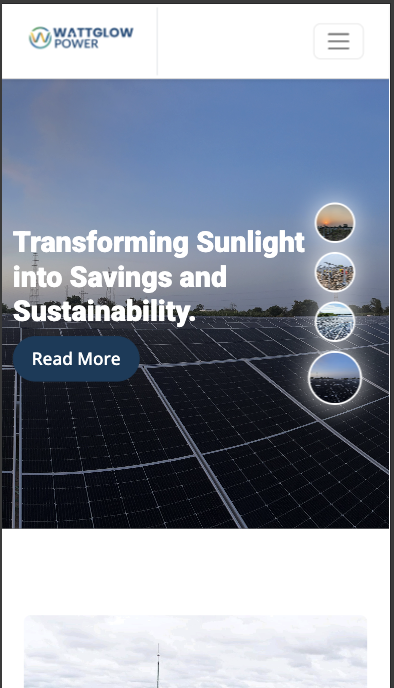 WATTGLOW
POWER
Transforming Sunlight
into Savings and
Sustainability.
Read More